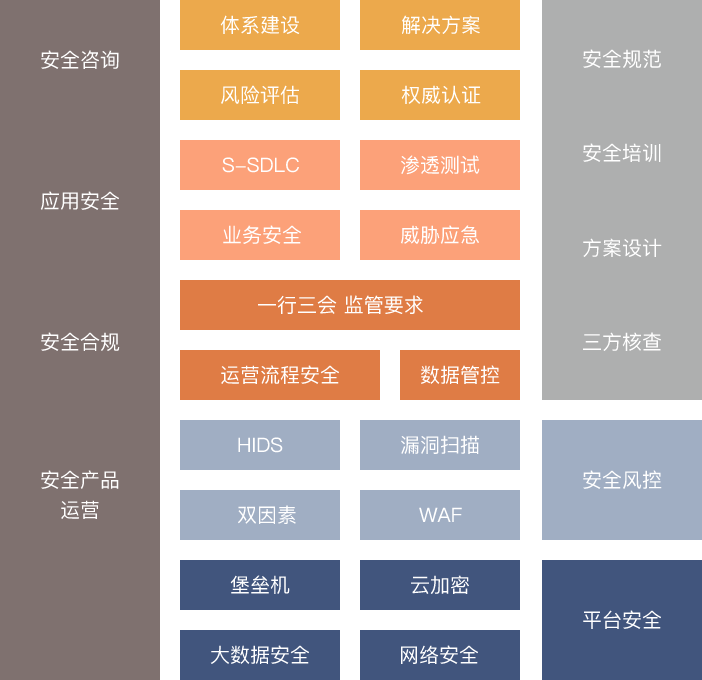 安全咨询
体系建设
解决方案
安全规范
风险评估
权威认证
安全培训
应用安全
S-SDLC
渗透测试
业务安全
威胁应急
方案设计
安全合规
一行三会 监管要求
三方核查
运营流程安全
数据管控
安全产品
运营
HIDS
漏洞扫描
安全风控
双因素
WAF
堡垒机
云加密
平台安全
大数据安全
网络安全